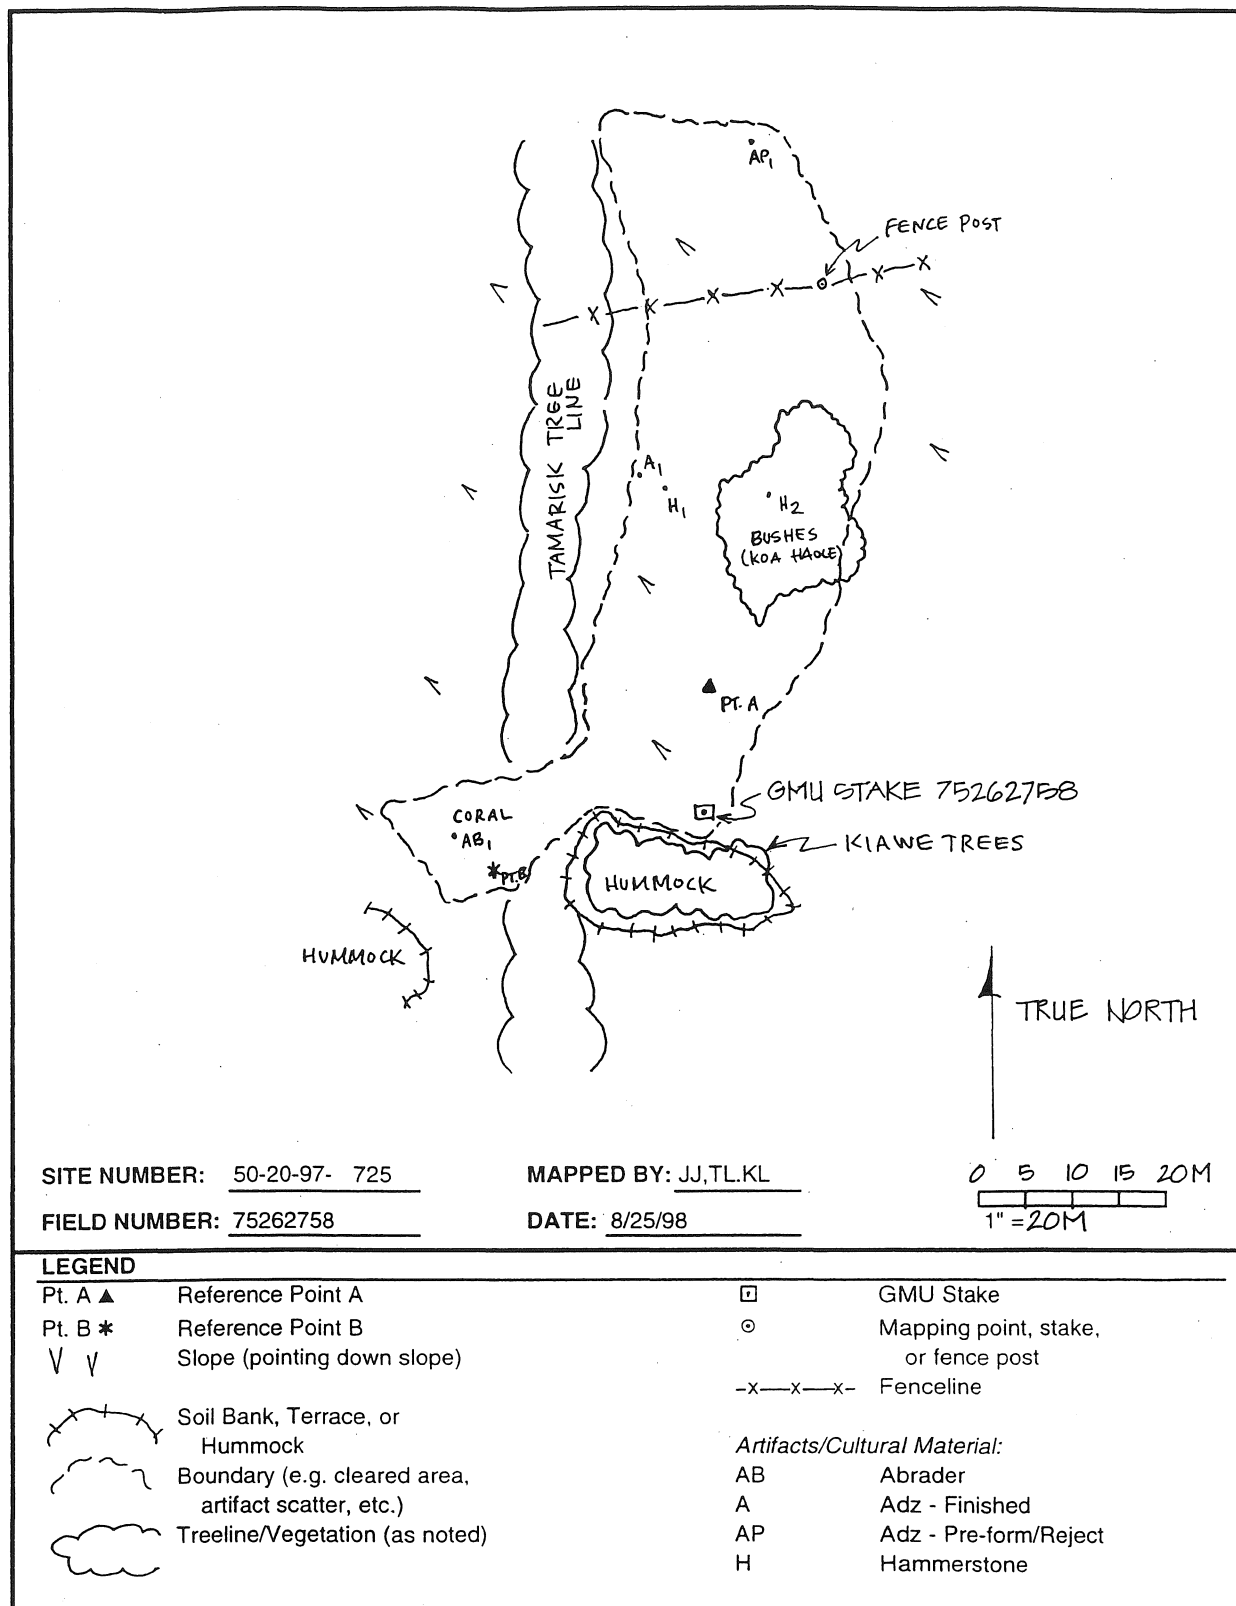 AP1
FENCE POST
TAMARISK TREE
LINE
A1
H1
H2
BUSHES
(KOA HAOLE)
PT. A
GMU STAKE 75262758
CORAL
AB1
KIAWE TREES
PT. B
HUMMOCK
HUMMOCK
TRUE NORTH
SITE NUMBER: 50-20-97- 725
MAPPED BY: JJ,TL.KL
0 5 10 15 20M
FIELD NUMBER: 75262758
DATE: 8/25/98
1" = 20M
LEGEND
Pt. A Reference Point A
GMU Stake
Pt. B Reference Point B
Mapping point, stake,
or fence post
Slope (pointing down slope)
-x—x—x- Fenceline
Soil Bank, Terrace, or
Hummock
Boundary (e.g. cleared area,
artifact scatter, etc.)
Treeline/Vegetation (as noted)
Artifacts/Cultural Material:
AB Abrader
A Adz - Finished
AP Adz - Pre-form/Reject
H Hammerstone